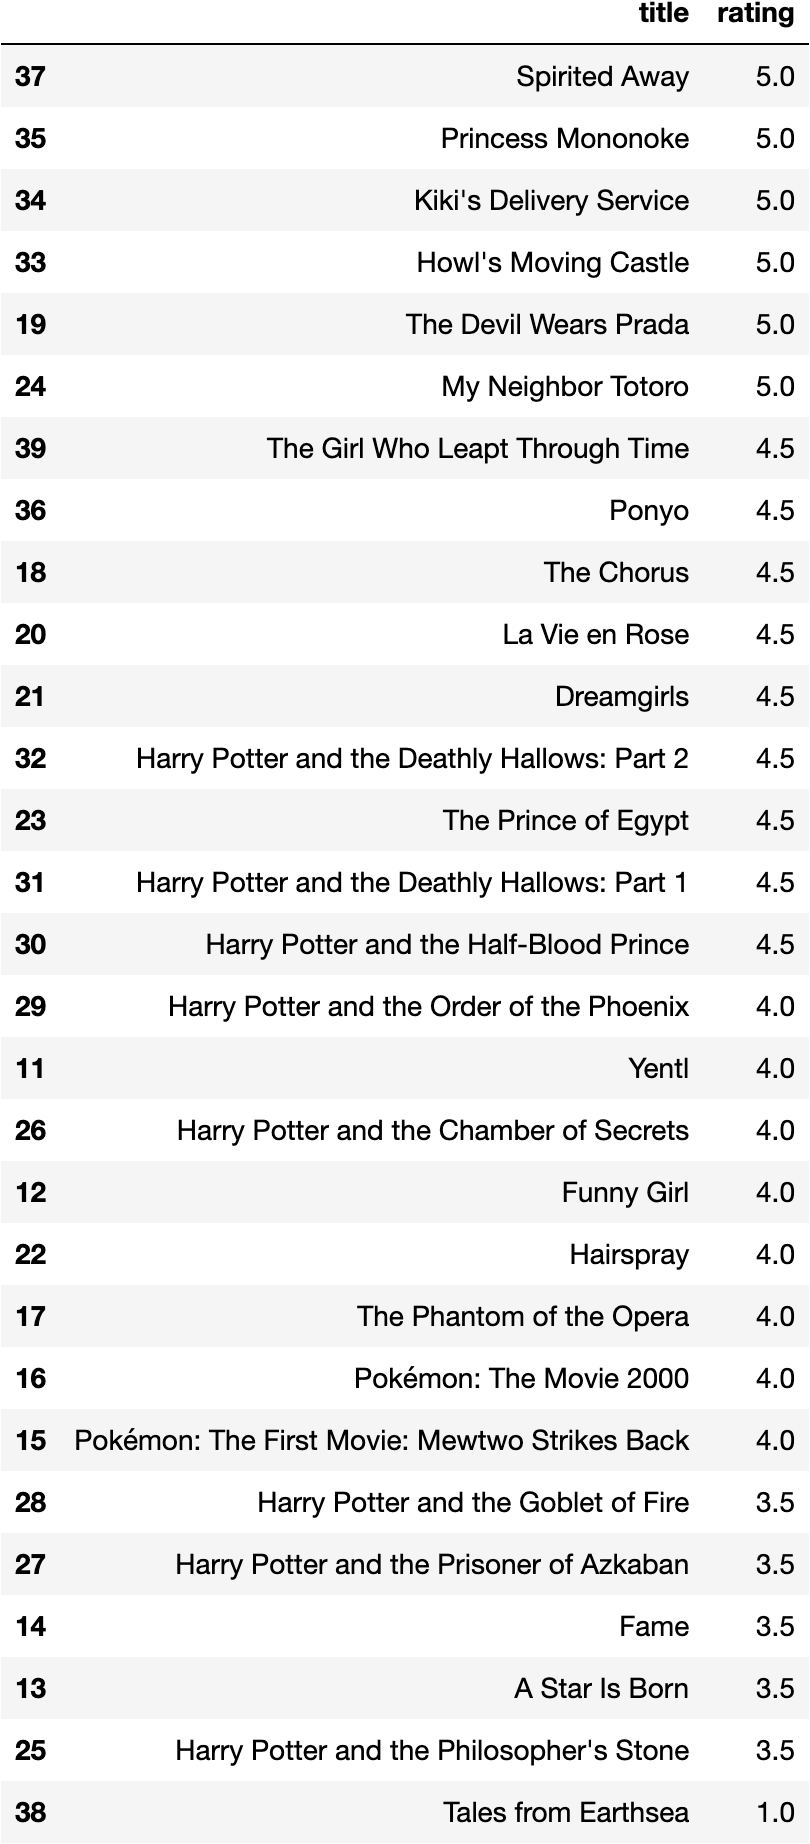 title rating
37 Spirited Away 5.0
35 Princess Mononoke 5.0
34 Kiki's Delivery Service 5.0
33 Howl's Moving Castle 5.0
19 The Devil Wears Prada 5.0
24 My Neighbor Totoro 5.0
39 The Girl Who Leapt Through Time 4.5
36 Ponyo 4.5
18 The Chorus 4.5
20 La Vie en Rose 4.5
21 Dreamgirls 4.5
32 Harry Potter and the Deathly Hallows: Part 2 4.5
23 The Prince of Egypt 4.5
31 Harry Potter and the Deathly Hallows: Part 1 4.5
30 Harry Potter and the Half-Blood Prince 4.5
29 Harry Potter and the Order of the Phoenix 4.0
11 Yentl 4.0
26 Harry Potter and the Chamber of Secrets 4.0
12 Funny Girl 4.0
22 Hairspray 4.0
17 The Phantom of the Opera 4.0
16 Pokémon: The Movie 2000 4.0
15 Pokémon: The First Movie: Mewtwo Strikes Back 4.0
28 Harry Potter and the Goblet of Fire 3.5
27 Harry Potter and the Prisoner of Azkaban 3.5
14 Fame 3.5
13 A Star Is Born 3.5
25 Harry Potter and the Philosopher's Stone 3.5
38 Tales from Earthsea 1.0